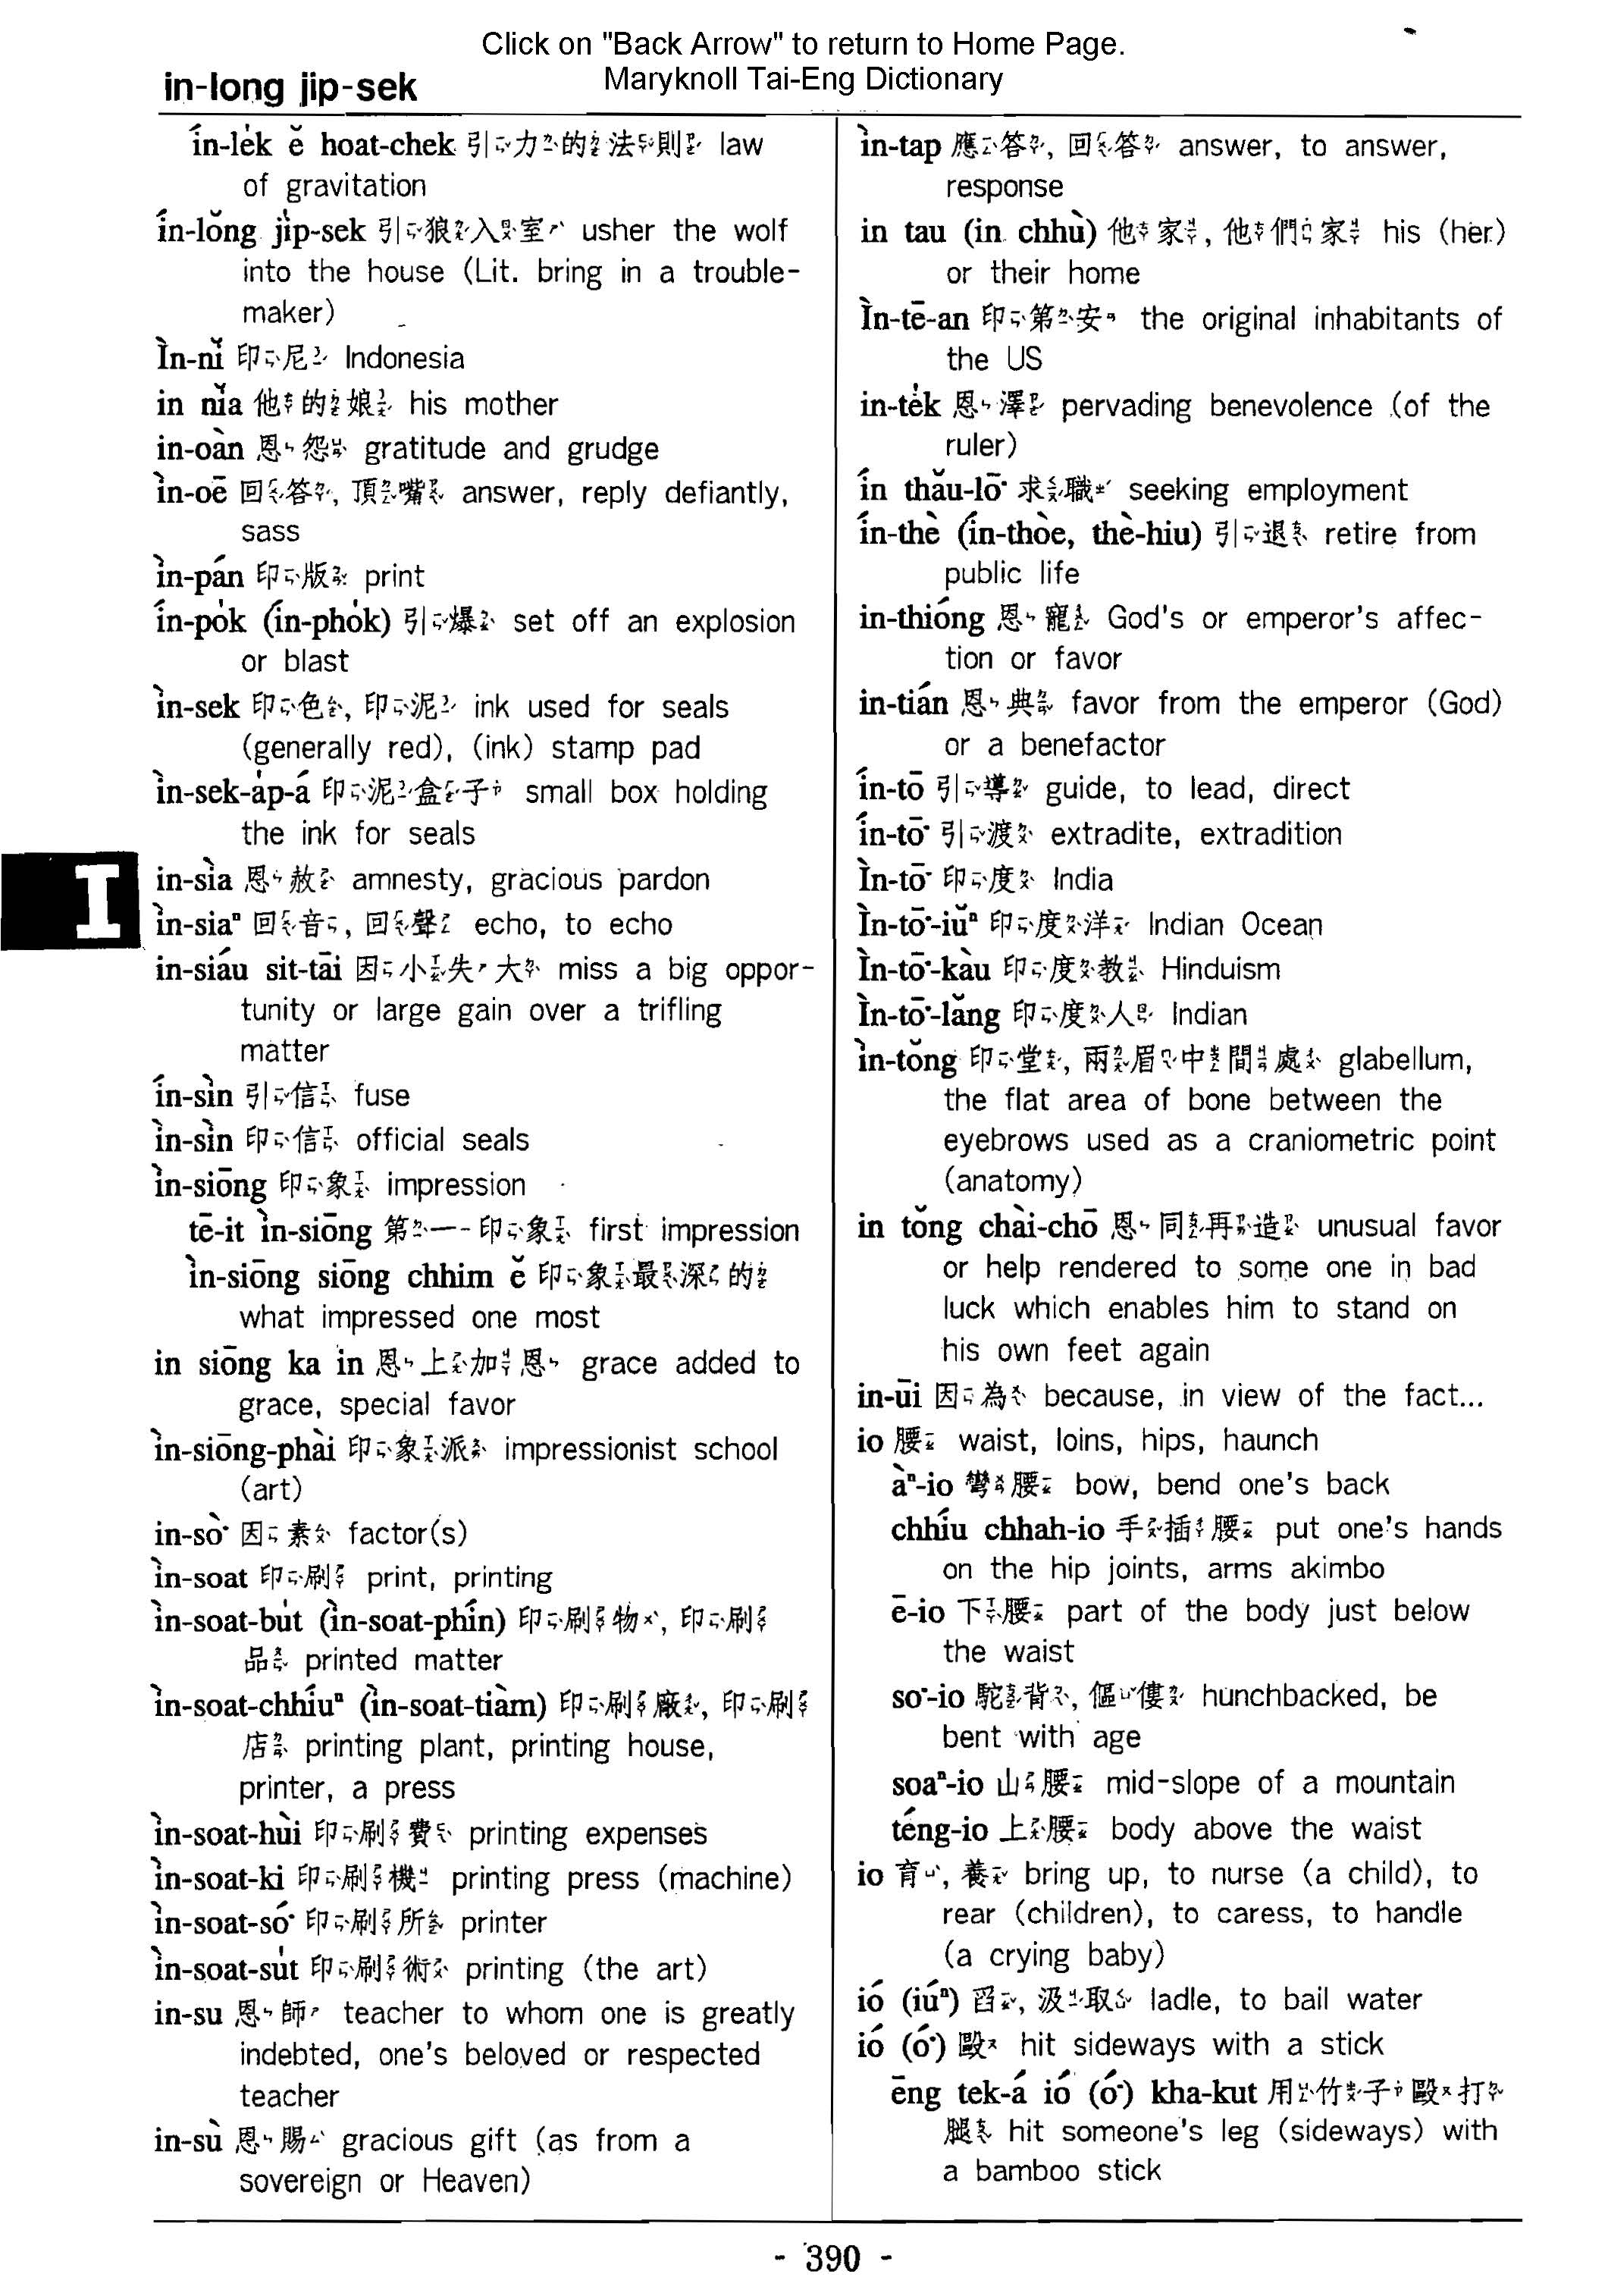 Click on "Back Arrow" to return to Home Page.
Maryknoll Tai-Eng Dictionary
in-long jip-sek
ín-le̍k ĕ hoat-chek 引力的法則 law
of gravitation
ín-lŏng ji̍p-sek 引狼入室 usher the wolf
into the house (Lit. bring in a trouble-
maker)
Ìn-nĭ 印尼 Indonesia
in nĭa 他的娘 his mother
in-oàn 恩怨 gratitude and grudge
ìn-oē 回答, 頂嘴 answer, reply defiantly,
sass
ìn-pán 印版 print
ín-po̍k (ín-pho̍k) 引爆 set off an explosion
or blast
ìn-sek 印色, 印泥 ink used for seals
(generally red), (ink) stamp pad
ìn-sek-a̍p-á 印泥盒子 small box holding
the ink for seals
in-sìa 恩赦 amnesty, gracious pardon
ìn-siaⁿ 回音, 回聲 echo, to echo
in-siáu sit-tāi 因小失大 miss a big oppor-
tunity or large gain over a trifling
matter
ín-sìn 引信 fuse
ìn-sìn 印信 official seals
ìn-siōng 印象 impression
tē-it ìn-siōng 第一印象 first impression
ìn-siōng siōng chhim ĕ 印象最深的
what impressed one most
in siōng ka in 恩上加恩 grace added to
grace, special favor
ìn-siōng-phài 印象派 impressionist school
(art)
in-sò͘ 因素 factor(s)
ìn-soat 印刷 print, printing
ìn-soat-bu̍t (ìn-soat-phín) 印刷物, 印刷
品 printed matter
ìn-soat-chhíuⁿ (ìn-soat-tiàm) 印刷廠, 印刷
店 printing plant, printing house,
printer, a press
ìn-soat-hùi 印刷費 printing expenses
ìn-soat-ki 印刷機 printing press (machine)
ìn-soat-só͘ 印刷所 printer
ìn-soat-su̍t 印刷術 printing (the art)
in-su 恩師 teacher to whom one is greatly
indebted, one's beloved or respected
teacher
in-sù 恩賜 gracious gift (as from a
sovereign or Heaven)
I
ìn-tap 應答, 回答 answer, to answer,
response
in tau (in chhù) 他家, 他們家 his (her)
or their home
Ìn-tē-an 印第安 the original inhabitants of
the US
in-te̍k 恩澤 pervading benevolence (of the
ruler)
ín thău-lō͘ 求職 seeking employment
ín-thè (ín-thòe, thè-hiu) 引退 retire from
public life
in-thióng 恩寵 God's or emperor's affec-
tion or favor
in-tián 恩典 favor from the emperor (God)
or a benefactor
ín-tō 引導 guide, to lead, direct
ín-tō͘ 引渡 extradite, extradition
Ìn-tō͘ 印度 India
Ìn-tō͘-iŭⁿ 印度洋 Indian Ocean
Ìn-tō͘-kàu 印度教 Hinduism
Ìn-tō͘-lăng 印度人 Indian
ìn-tŏng 印堂, 兩眉中間處 glabellum,
the flat area of bone between the
eyebrows used as a craniometric point
(anatomy)
in tŏng chài-chō 恩同再造 unusual favor
or help rendered to some one in bad
luck which enables him to stand on
his own feet again
in-ūi 因為 because, in view of the fact...
io 腰 waist, loins, hips, haunch
àⁿ-io 彎腰 bow, bend one's back
chhíu chhah-io 手插腰 put one's hands
on the hip joints, arms akimbo
ē-io 下腰 part of the body just below
the waist
so͘-io 駝背, 傴僂 hunchbacked, be
bent with age
soaⁿ-io 山腰 mid-slope of a mountain
téng-io 上腰 body above the waist
io 育, 養 bring up, to nurse (a child), to
rear (children), to caress, to handle
(a crying baby)
ió (iúⁿ) 舀, 汲取 ladle, to bail water
ió (ó͘) 毆 hit sideways with a stick
ēng tek-á ió (ó͘) kha-kut 用竹子毆打
腿 hit someone's leg (sideways) with
a bamboo stick
- 390 -